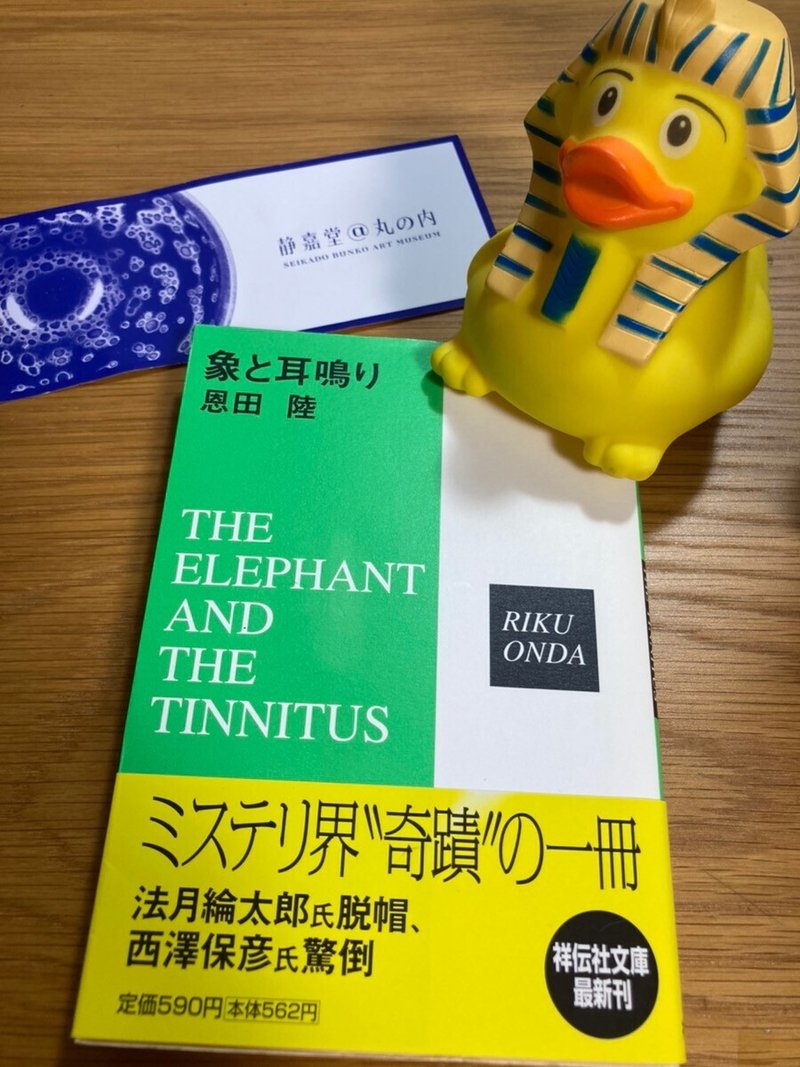 静嘉堂@丸の内
SEIKADO BUNKO ART MUSEUM
象と耳鳴り
恩田 陸
THE
ELEPHANT
AND
THE
TINNITUS
RIKU
ONDA
ミステリ界〝奇蹟〟の一冊
法月綸太郎氏脱帽、
西澤保彦氏驚倒
定価590円 本体562円
祥伝社文庫
最新刊